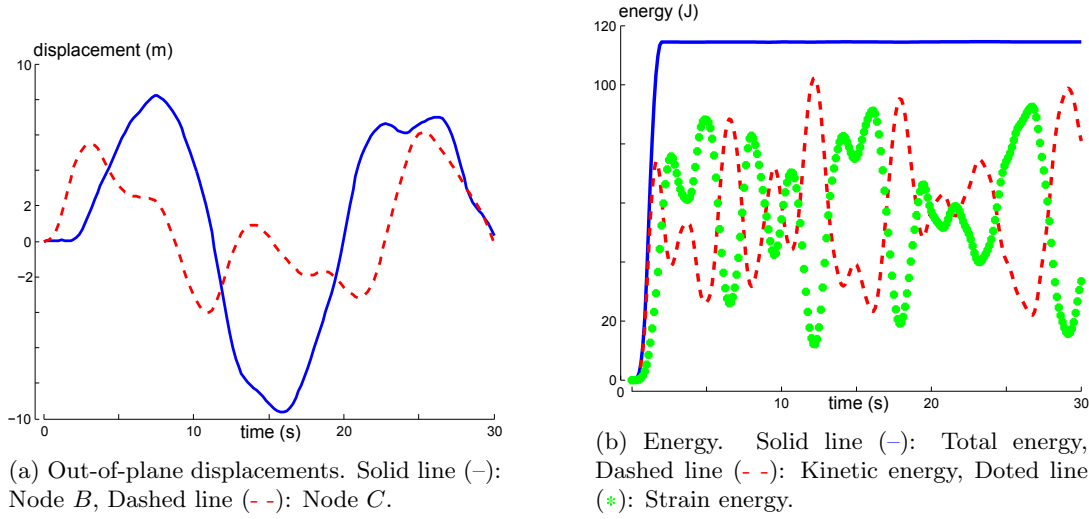 displacement (m)
10
2
0
−2
−10
0
10
20
30
time (s)
(a) Out-of-plane displacements. Solid line (–):
Node B, Dashed line (- -): Node C.
energy (J)
120
100
20
0
0
10
20
30
time (s)
(b) Energy. Solid line (–): Total energy,
Dashed line (- -): Kinetic energy, Doted line
(*): Strain energy.